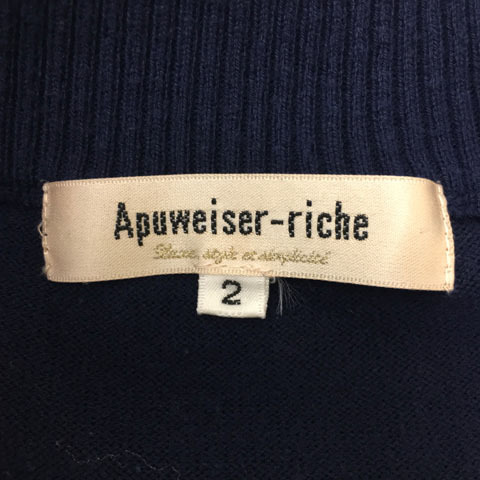 Apuweiser-riche
style et simplicité
2